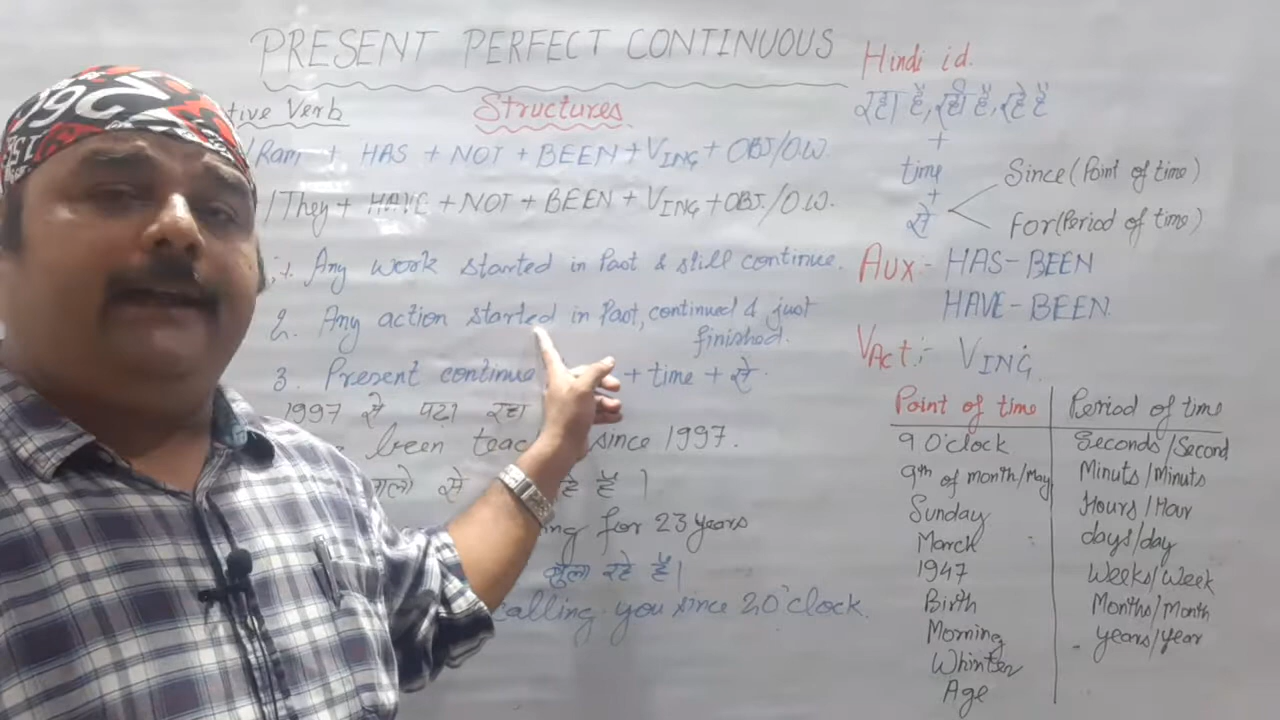 PRESENT PERFECT CONTINUOUS
tive Verb
Structures
/Ram + HAS + NOT + BEEN + VING + OBJ/O.W.
/They + HAVE + NOT + BEEN + VING + OBJ./O.W.
1. Any work started in Past & still continue.
2. Any action started in Past, continued & just
finished.
3. Present continue + time + से.
1997 से पढ़ा रहा
been teac since 1997.
से हे हैं।
ng for 23 years
बुला रहे हैं।
calling you since 2 O'clock.
Hindi id.
रहा है, रही है, रहे हैं
+
time
+
से
Since (Point of time)
For (Period of time)
AUX - HAS-BEEN
HAVE-BEEN
VAct:- VING.
Point of time
9 O'clock
9th of month/May
Sunday
March
1947
Birth
Morning
Whinter
Age
Period of time
Seconds/Second
Minuts/Minuts
Hours/Hour
days/day
Weeks/Week
Months/Month
years/year